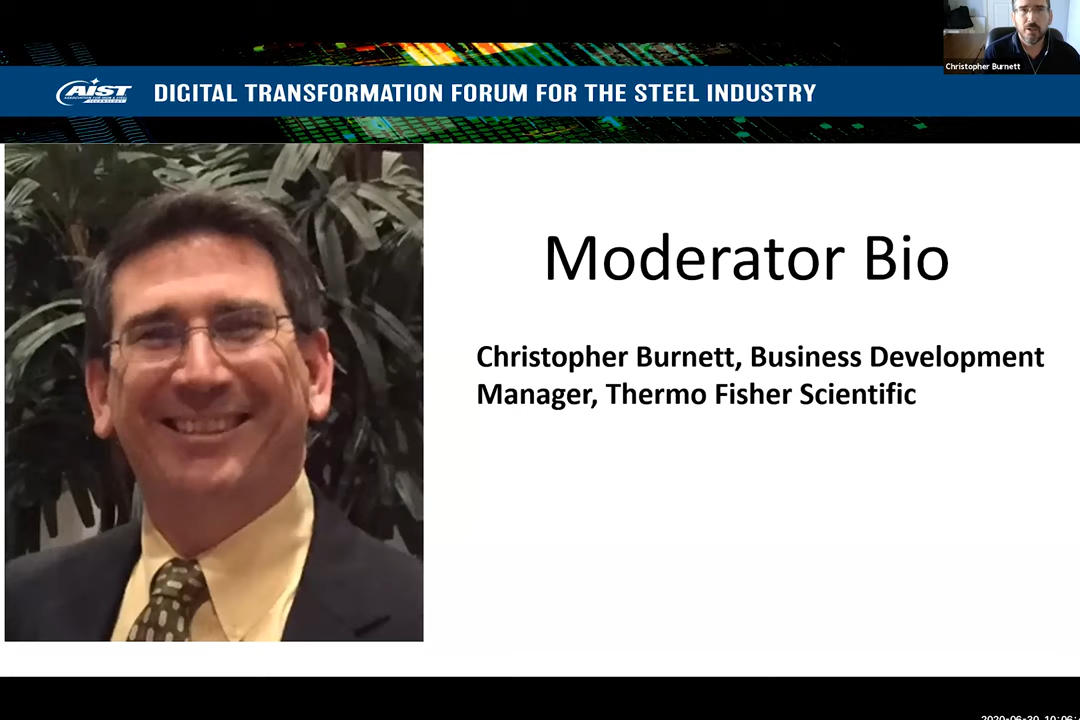 Christopher Burnett
AIST
DIGITAL TRANSFORMATION FORUM FOR THE STEEL INDUSTRY
Moderator Bio
Christopher Burnett, Business Development
Manager, Thermo Fisher Scientific